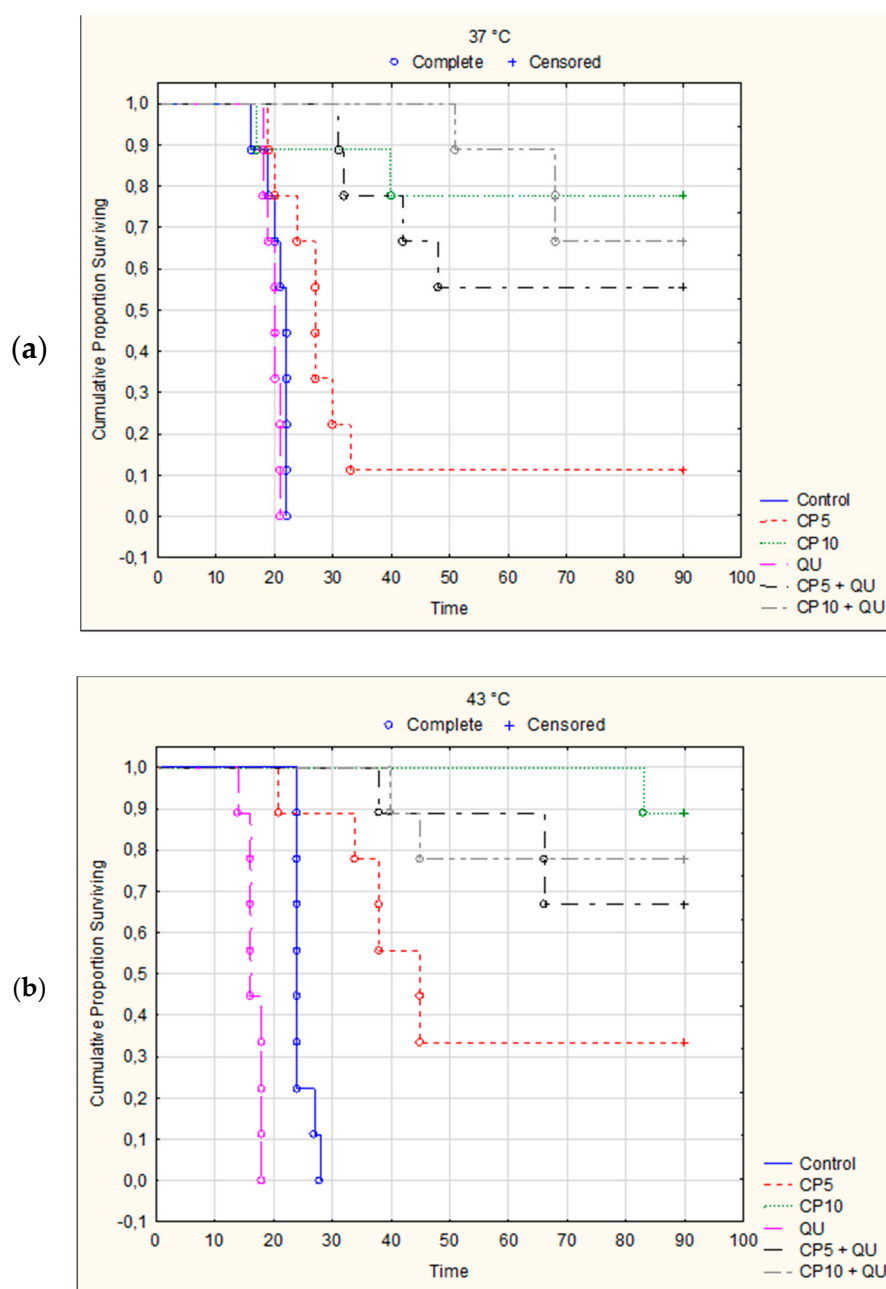 37 °C
Complete Censored
1,0
0,9
0,8
0,7
0,6
0,5
0,4
0,3
0,2
0,1
0,0
-0,1
Cumulative Proportion Surviving
0 10 20 30 40 50 60 70 80 90 100
Time
Control
CP5
CP10
QU
CP5 + QU
CP10 + QU
(a)
43 °C
Complete Censored
1,0
0,9
0,8
0,7
0,6
0,5
0,4
0,3
0,2
0,1
0,0
-0,1
Cumulative Proportion Surviving
0 10 20 30 40 50 60 70 80 90 100
Time
Control
CP5
CP10
QU
CP5 + QU
CP10 + QU
(b)